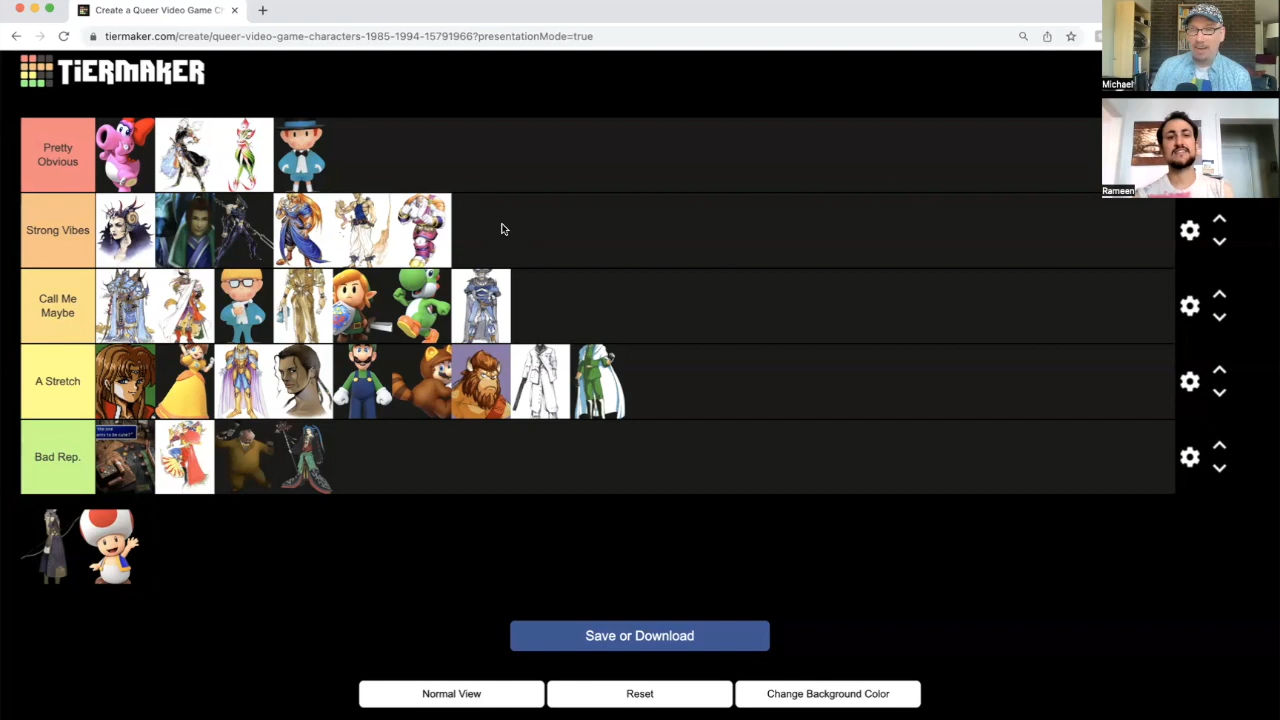 Create a Queer Video Game Ch
tiermaker.com/create/queer-video-game-characters-1985-1994-15791966?presentationMode=true
TiERMAKER
Michael
Rameen
Pretty
Obvious
Strong Vibes
Call Me
Maybe
A Stretch
Bad Rep.
Save or Download
Normal View
Reset
Change Background Color